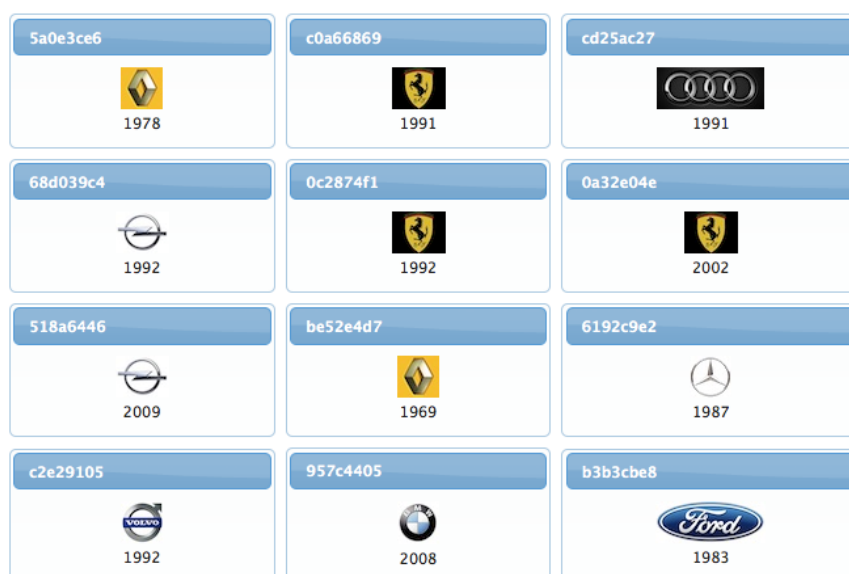 5a0e3ce6 c0a66869 cd25ac27
1978 1991 1991
68d039c4 0c2874f1 0a32e04e
1992 1992 2002
518a6446 be52e4d7 6192c9e2
2009 1969 1987
c2e29105 957c4405 b3b3cbe8
VOLVO BMW Ford
1992 2008 1983